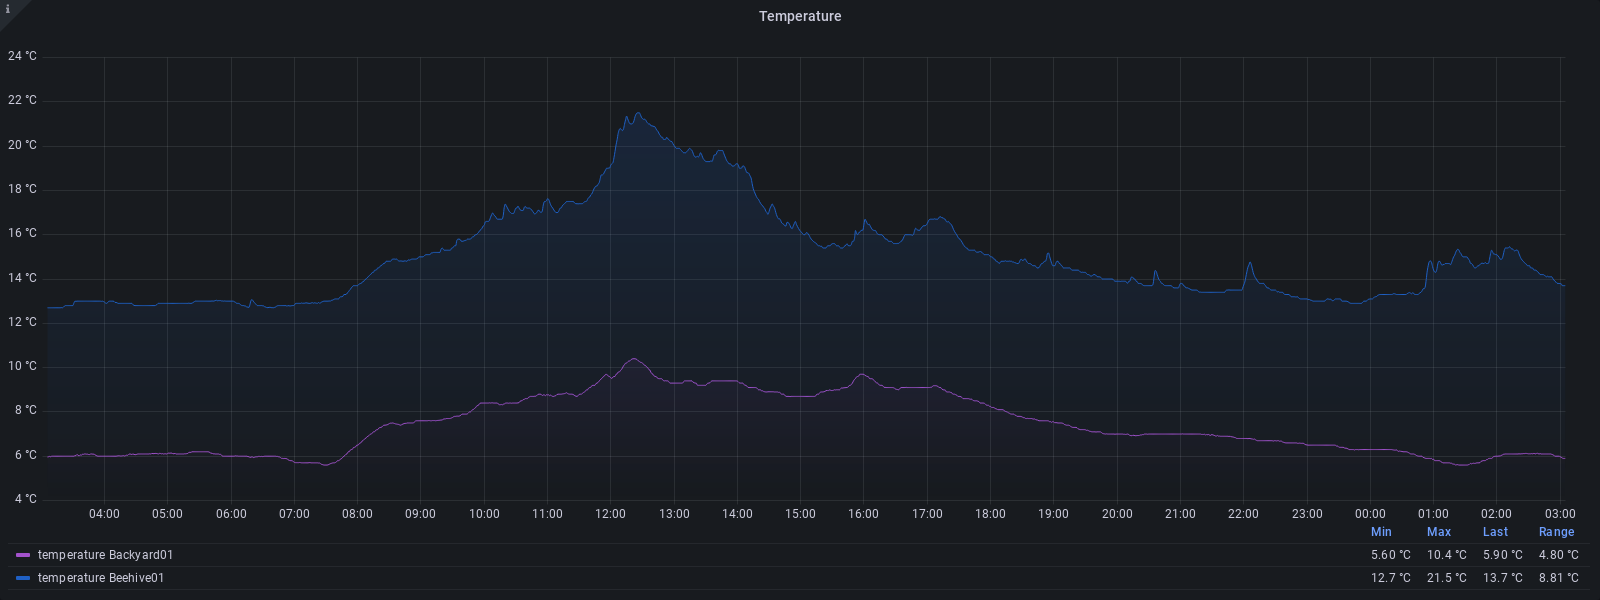 i
Temperature
24 °C
22 °C
20 °C
18 °C
16 °C
14 °C
12 °C
10 °C
8 °C
6 °C
4 °C
04:00 05:00 06:00 07:00 08:00 09:00 10:00 11:00 12:00 13:00 14:00 15:00 16:00 17:00 18:00 19:00 20:00 21:00 22:00 23:00 00:00 01:00 02:00 03:00
Min Max Last Range
temperature Backyard01 5.60 °C 10.4 °C 5.90 °C 4.80 °C
temperature Beehive01 12.7 °C 21.5 °C 13.7 °C 8.81 °C